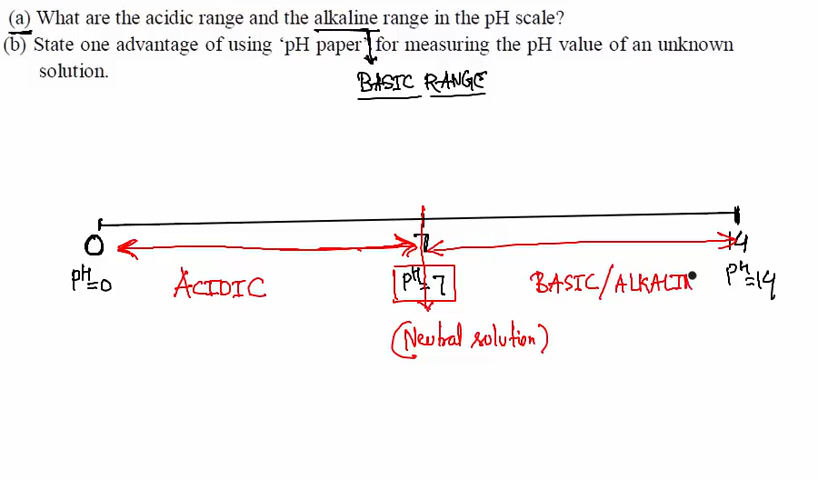 (a) What are the acidic range and the alkaline range in the pH scale?
(b) State one advantage of using ‘pH paper’ for measuring the pH value of an unknown
solution.
BASIC RANGE
0 7 14
pH=0 ACIDIC pH=7 BASIC/ALKALIN pH=14
(Neutral solution)